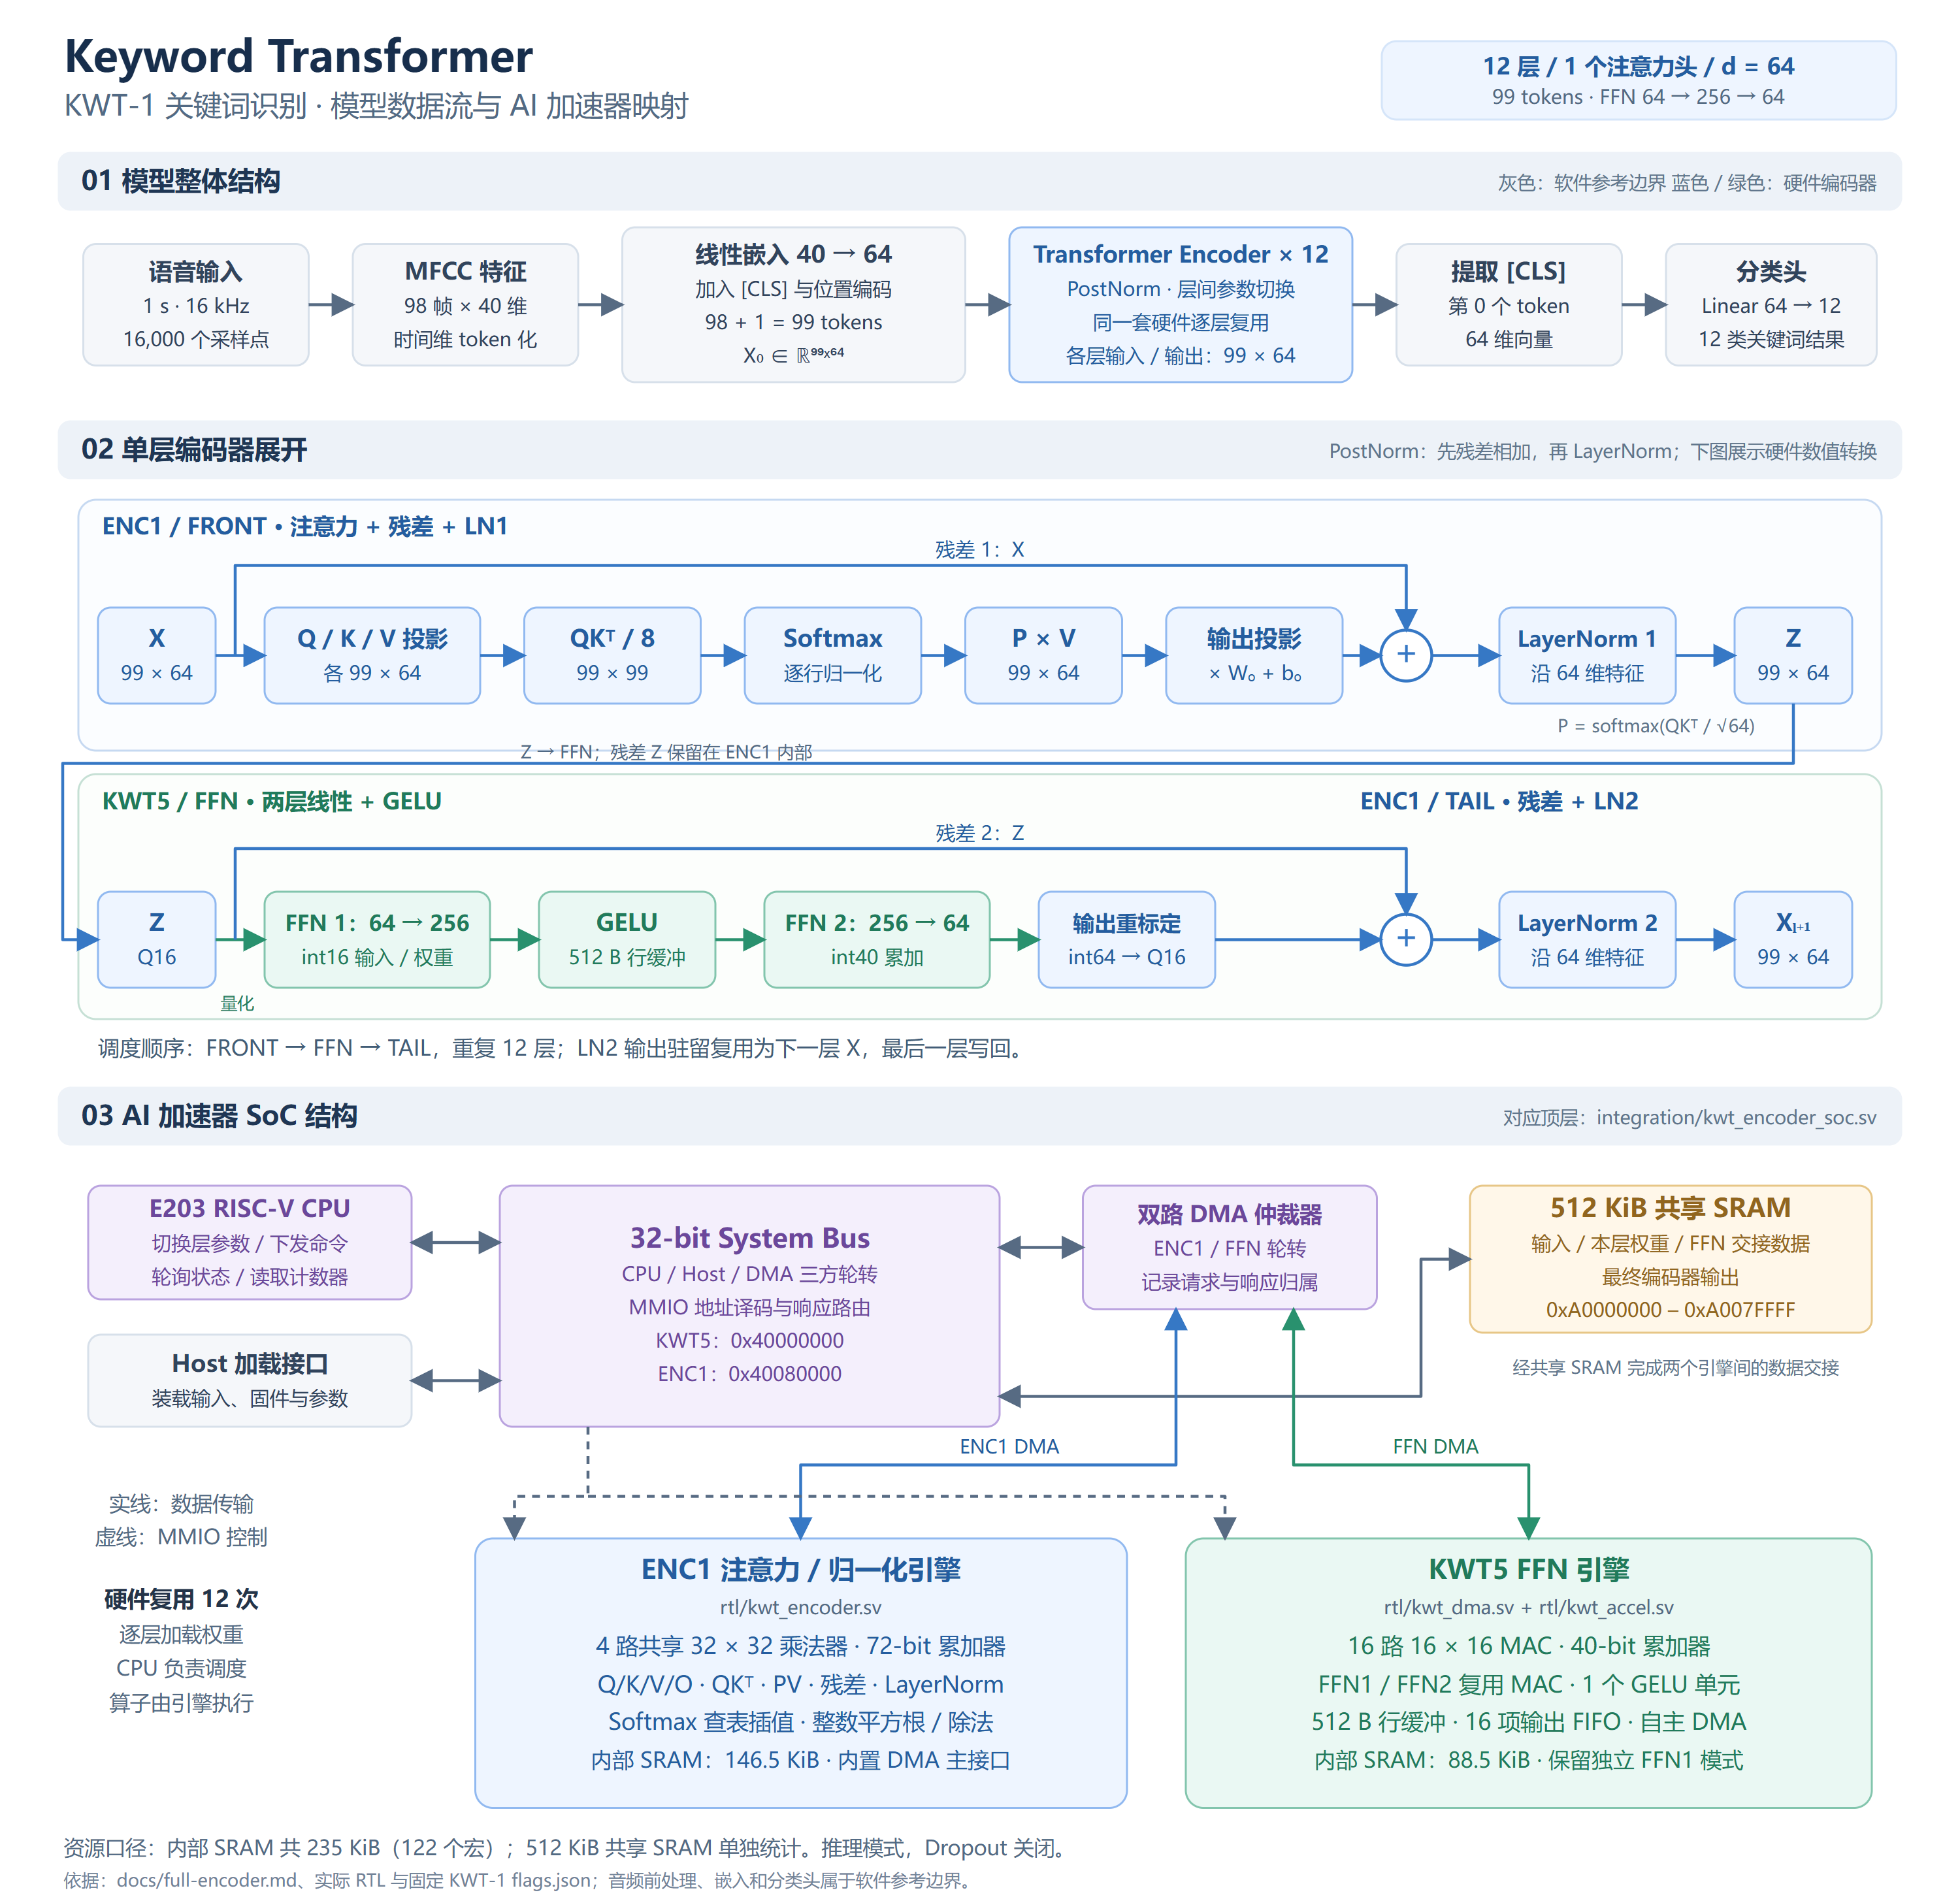 Keyword Transformer
KWT-1 关键词识别 · 模型数据流与 AI 加速器映射
12 层 / 1 个注意力头 / d = 64
99 tokens · FFN 64 → 256 → 64
01 模型整体结构
灰色：软件参考边界 蓝色 / 绿色：硬件编码器
语音输入
1 s · 16 kHz
16,000 个采样点
MFCC 特征
98 帧 × 40 维
时间维 token 化
线性嵌入 40 → 64
加入 [CLS] 与位置编码
98 + 1 = 99 tokens
X₀ ∈ ℝ⁹⁹ˣ⁶⁴
Transformer Encoder × 12
PostNorm · 层间参数切换
同一套硬件逐层复用
各层输入 / 输出：99 × 64
提取 [CLS]
第 0 个 token
64 维向量
分类头
Linear 64 → 12
12 类关键词结果
02 单层编码器展开
PostNorm：先残差相加，再 LayerNorm；下图展示硬件数值转换
ENC1 / FRONT • 注意力 + 残差 + LN1
残差 1：X
X
99 × 64
Q / K / V 投影
各 99 × 64
QKᵀ / 8
99 × 99
Softmax
逐行归一化
P × V
99 × 64
输出投影
× Wₒ + bₒ
+
LayerNorm 1
沿 64 维特征
Z
99 × 64
P = softmax(QKᵀ / √64)
Z → FFN；残差 Z 保留在 ENC1 内部
KWT5 / FFN • 两层线性 + GELU
ENC1 / TAIL • 残差 + LN2
残差 2：Z
Z
Q16
量化
FFN 1：64 → 256
int16 输入 / 权重
GELU
512 B 行缓冲
FFN 2：256 → 64
int40 累加
输出重标定
int64 → Q16
+
LayerNorm 2
沿 64 维特征
Xₗ₊₁
99 × 64
调度顺序：FRONT → FFN → TAIL，重复 12 层；LN2 输出驻留复用为下一层 X，最后一层写回。
03 AI 加速器 SoC 结构
对应顶层：integration/kwt_encoder_soc.sv
E203 RISC-V CPU
切换层参数 / 下发命令
轮询状态 / 读取计数器
Host 加载接口
装载输入、固件与参数
32-bit System Bus
CPU / Host / DMA 三方轮转
MMIO 地址译码与响应路由
KWT5：0x40000000
ENC1：0x40080000
双路 DMA 仲裁器
ENC1 / FFN 轮转
记录请求与响应归属
512 KiB 共享 SRAM
输入 / 本层权重 / FFN 交接数据
最终编码器输出
0xA0000000 – 0xA007FFFF
经共享 SRAM 完成两个引擎间的数据交接
ENC1 DMA
FFN DMA
实线：数据传输
虚线：MMIO 控制
硬件复用 12 次
逐层加载权重
CPU 负责调度
算子由引擎执行
ENC1 注意力 / 归一化引擎
rtl/kwt_encoder.sv
4 路共享 32 × 32 乘法器 · 72-bit 累加器
Q/K/V/O · QKᵀ · PV · 残差 · LayerNorm
Softmax 查表插值 · 整数平方根 / 除法
内部 SRAM：146.5 KiB · 内置 DMA 主接口
KWT5 FFN 引擎
rtl/kwt_dma.sv + rtl/kwt_accel.sv
16 路 16 × 16 MAC · 40-bit 累加器
FFN1 / FFN2 复用 MAC · 1 个 GELU 单元
512 B 行缓冲 · 16 项输出 FIFO · 自主 DMA
内部 SRAM：88.5 KiB · 保留独立 FFN1 模式
资源口径：内部 SRAM 共 235 KiB（122 个宏）；512 KiB 共享 SRAM 单独统计。推理模式，Dropout 关闭。
依据：docs/full-encoder.md、实际 RTL 与固定 KWT-1 flags.json；音频前处理、嵌入和分类头属于软件参考边界。